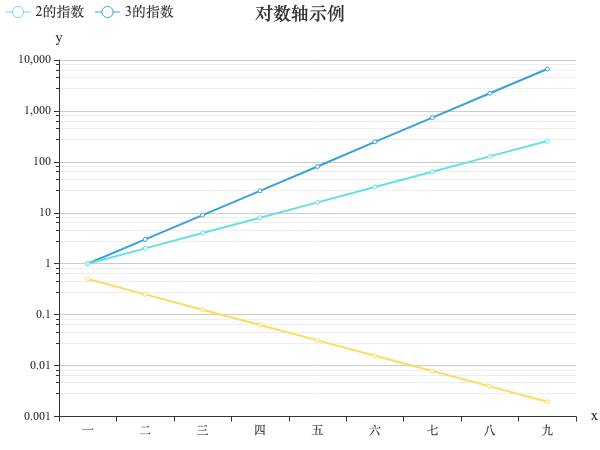 2的指数 3的指数 对数轴示例
y
10,000
1,000
100
10
1
0.1
0.01
0.001
一 二 三 四 五 六 七 八 九 x